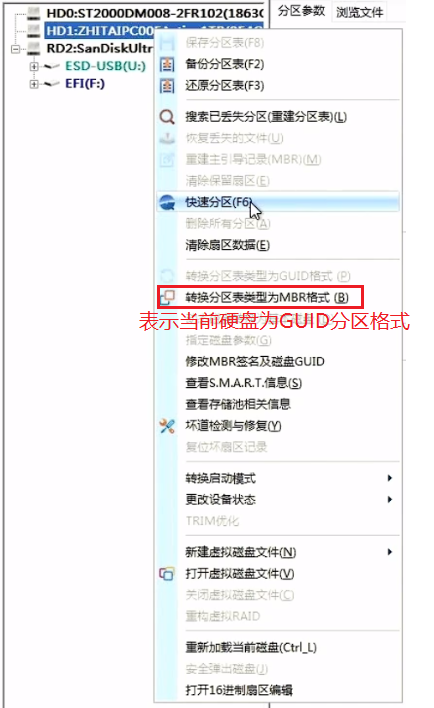 HD0:ST2000DM008-2FR102(1863G
分区参数 浏览文件
HD1:ZHITAIPC00
RD2:SanDiskUltr
ESD-USB(U:)
EFI(F:)
保存分区表(F8)
备份分区表(F2)
还原分区表(F3)
搜索已丢失分区(重建分区表)(L)
恢复丢失的文件(U)
重建主引导记录(MBR)(M)
清除保留扇区(E)
快速分区(F6)
删除所有分区(A)
清除扇区数据(E)
转换分区表类型为GUID格式 (P)
转换分区表类型为MBR格式 (B)
表示当前硬盘为GUID分区格式
指定磁盘参数(G)
修改MBR签名及磁盘GUID
查看S.M.A.R.T.信息(S)
查看存储池相关信息
坏道检测与修复(Y)
复位坏扇区记录
转换启动模式
更改设备状态
TRIM优化
新建虚拟磁盘文件(N)
打开虚拟磁盘文件(V)
关闭虚拟磁盘文件(C)
重构虚拟RAID
重新加载当前磁盘(Ctrl_L)
安全弹出磁盘(J)
打开16进制扇区编辑